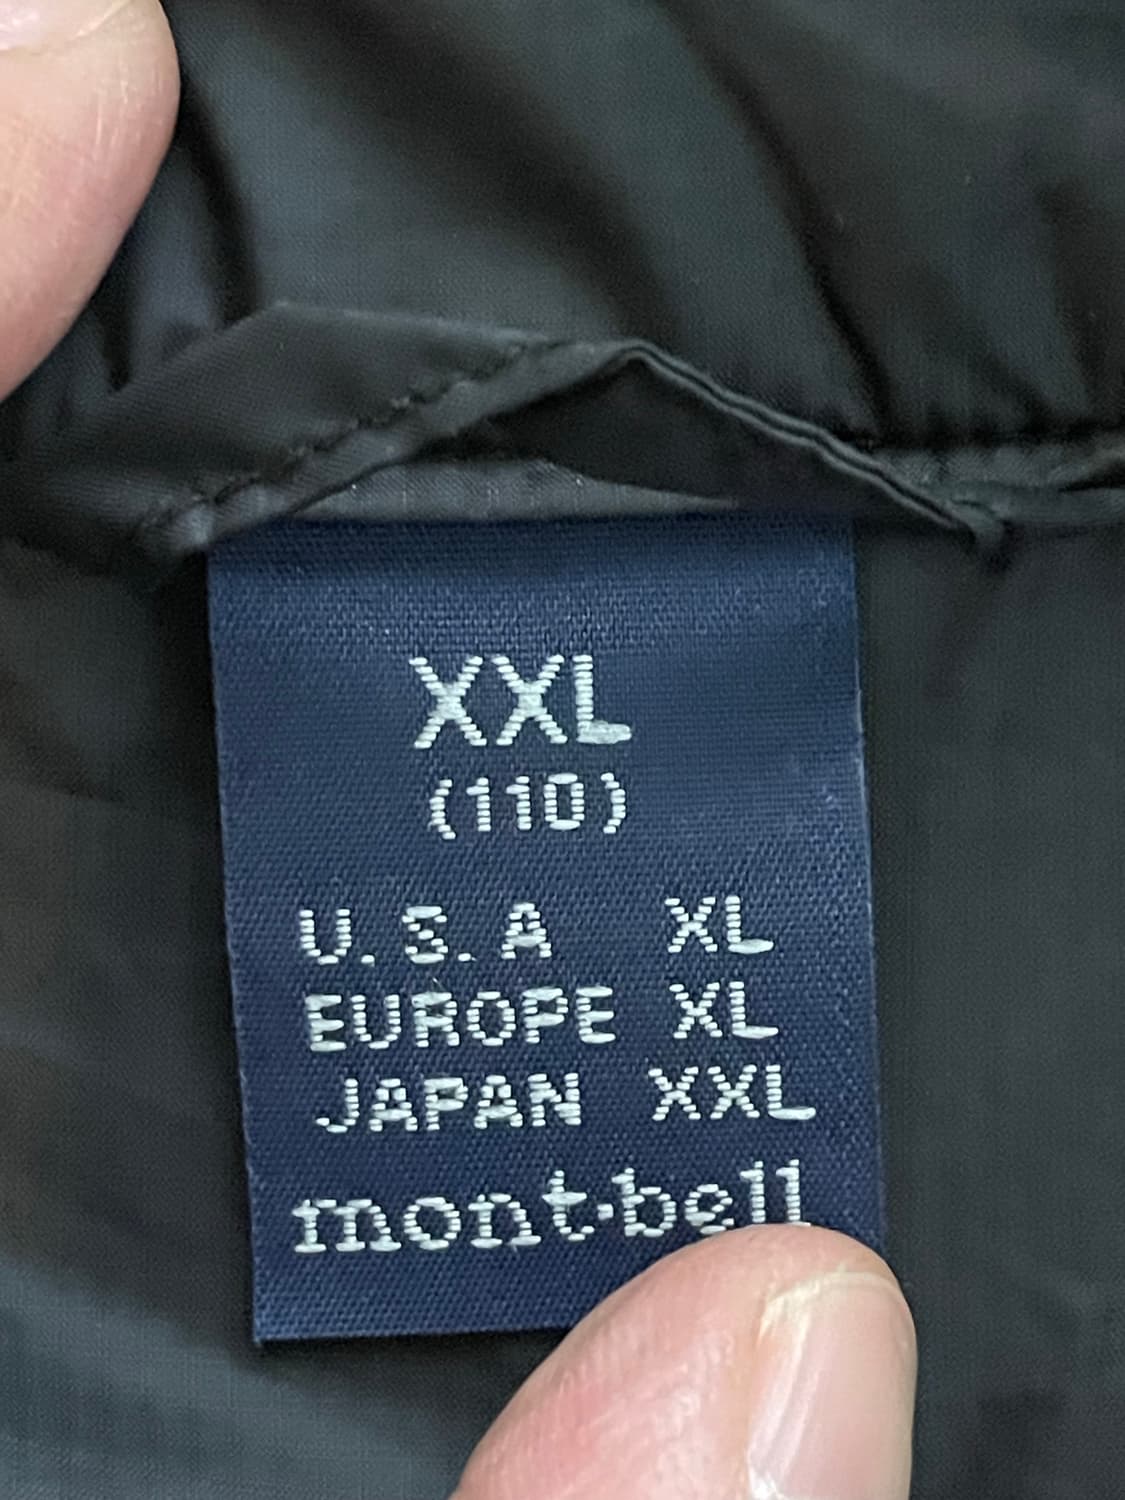 XXL
(110)
U.S.A XL
EUROPE XL
JAPAN XXL
mont·bell